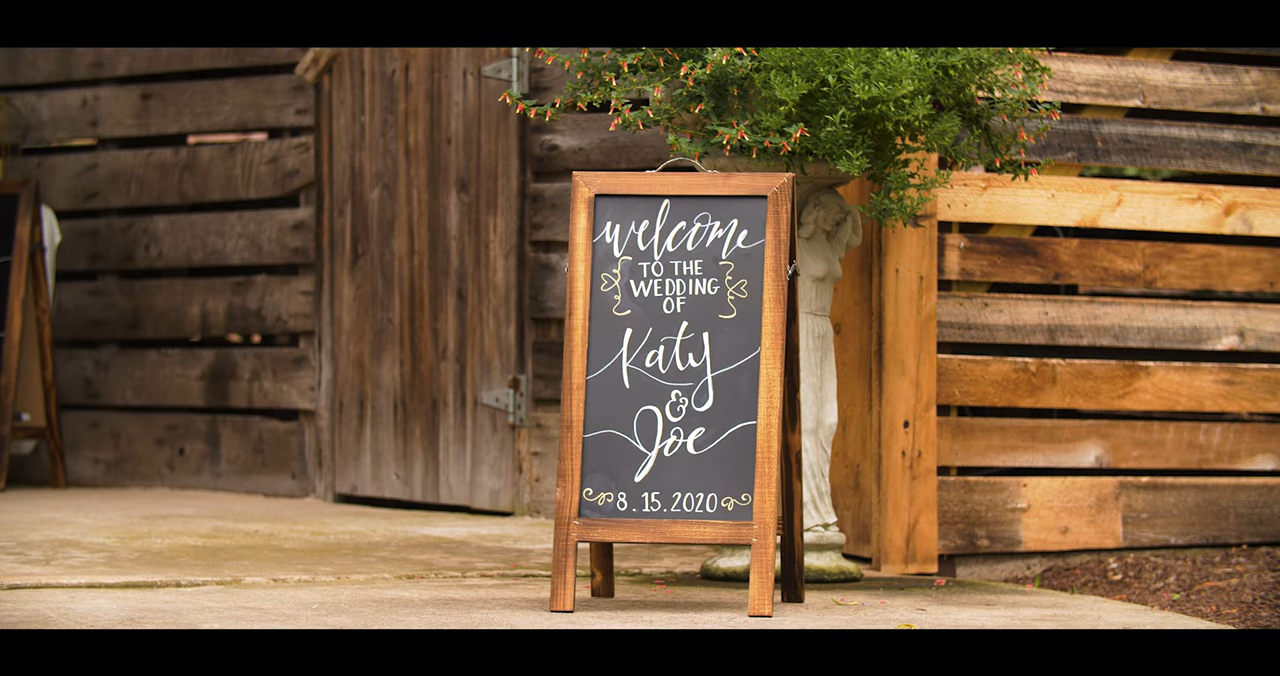 welcome
TO THE
WEDDING
OF
Katy
&
Joe
8.15.2020